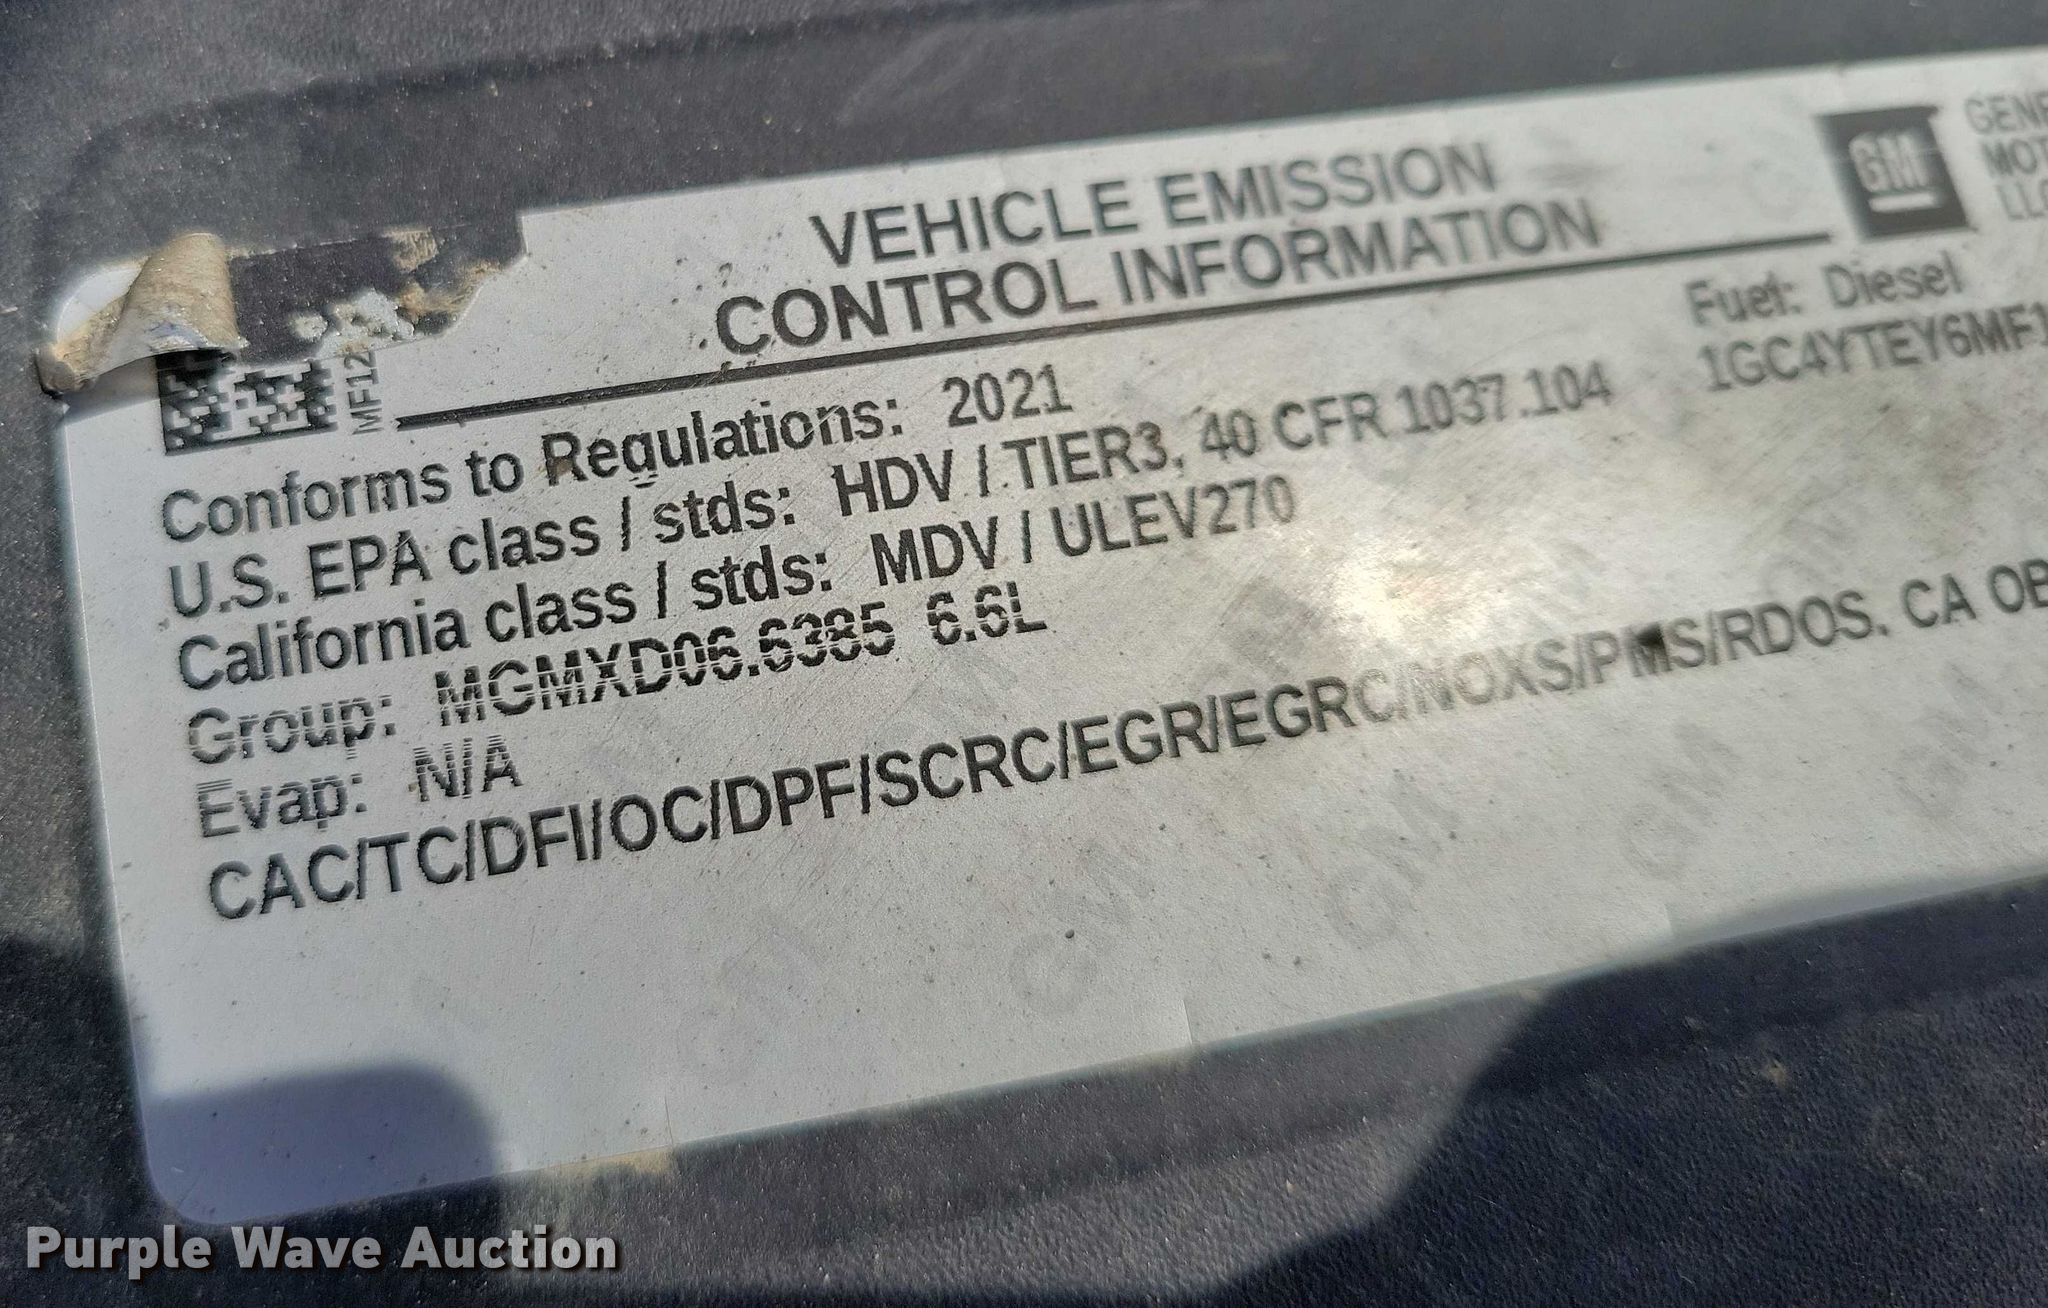 VEHICLE EMISSION
CONTROL INFORMATION
GM
MF12
Fuel: Diesel
Conforms to Regulations: 2021
1GC4YTEY6MF1
U.S. EPA class / stds: HDV / TIER3, 40 CFR 1037.104
California class / stds: MDV / ULEV270
Group: MGMXD06.6385 6.6L
Evap: N/A
CAC/TC/DFI/OC/DPF/SCRC/EGR/EGRC/NOXS/PMS/RDOS, CA OB
Purple Wave Auction